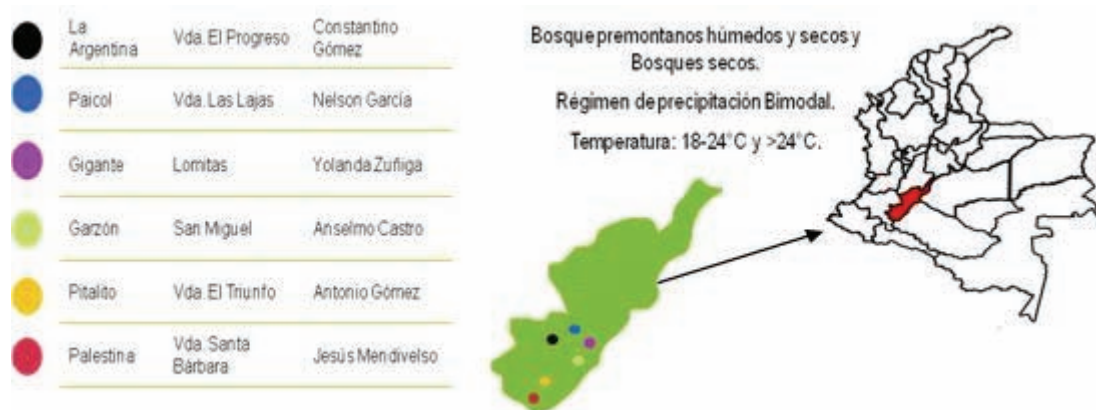 La
Argentina
Vda. El Progreso
Constantino
Gómez
Paicol
Vda. Las Lajas
Nelson García
Gigante
Lomitas
Yolanda Zuñiga
Garzón
San Miguel
Anselmo Castro
Pitalito
Vda. El Triunfo
Antonio Gómez
Palestina
Vda. Santa
Bárbara
Jesús Mendivelso
Bosque premontanos húmedos y secos y
Bosques secos.
Régimen de precipitación Bimodal.
Temperatura: 18-24°C y >24°C.